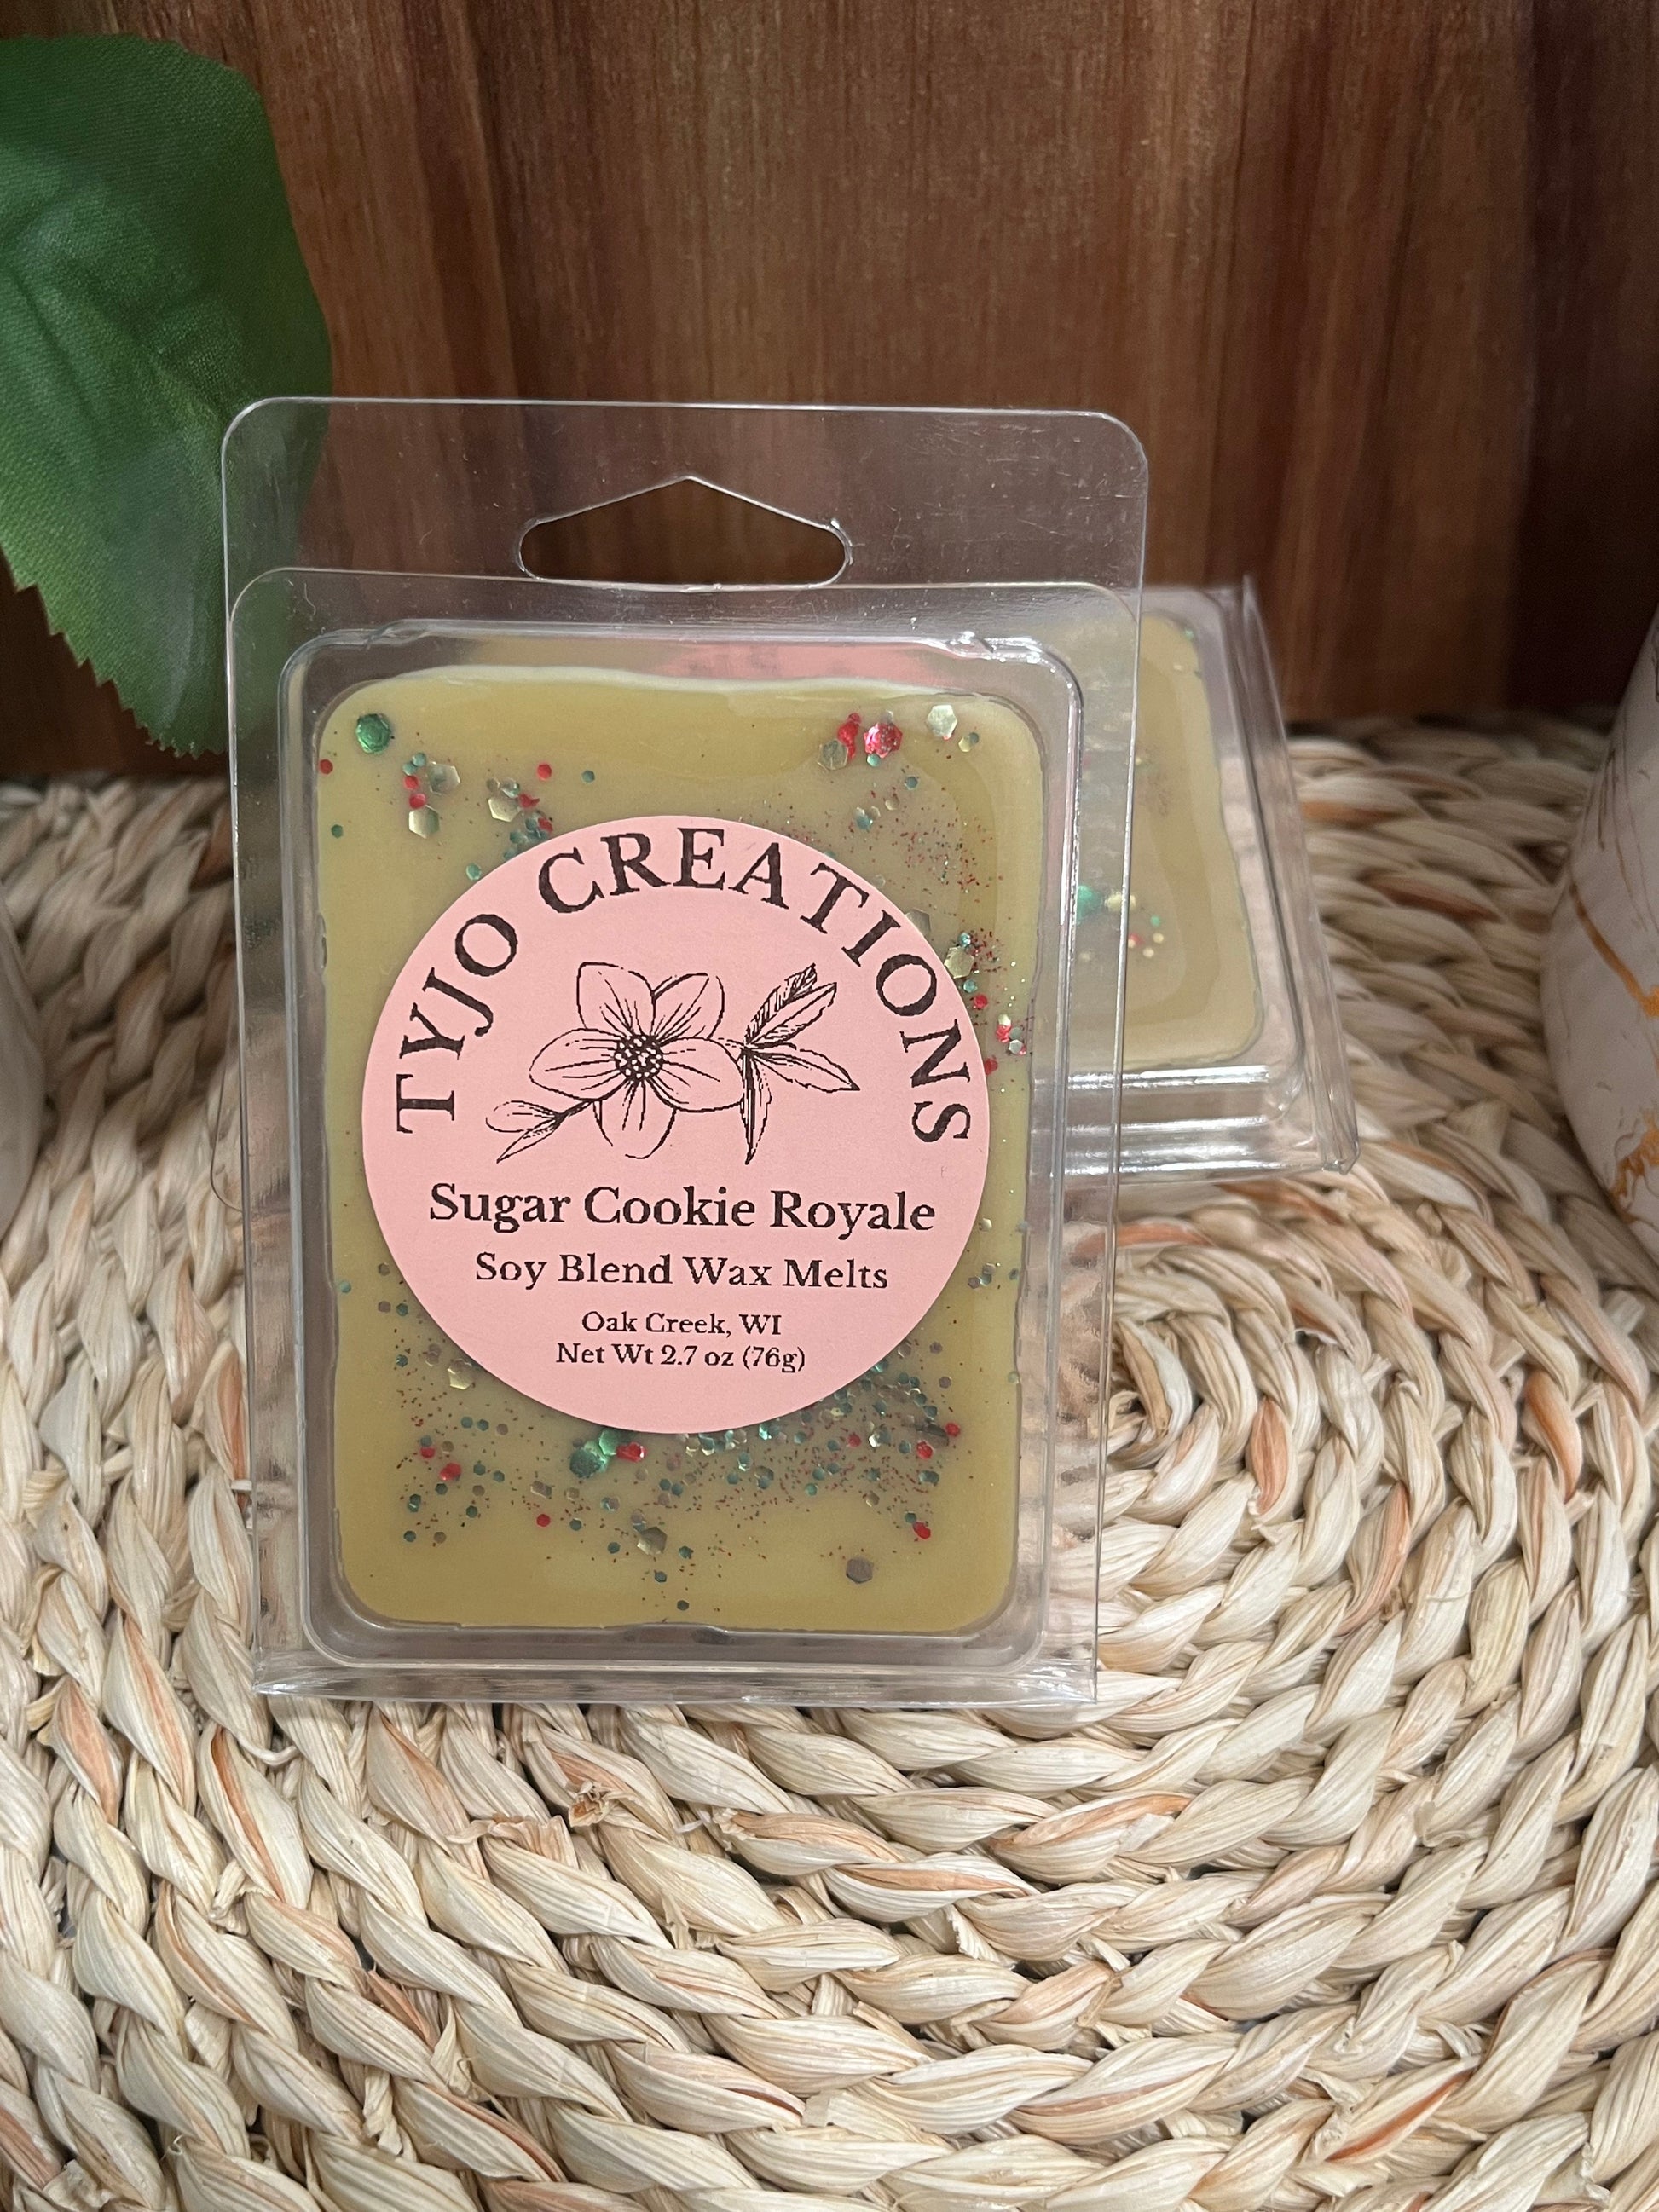 TYJO CREATIONS
Sugar Cookie Royale
Soy Blend Wax Melts
Oak Creek, WI
Net Wt 2.7 oz (76g)